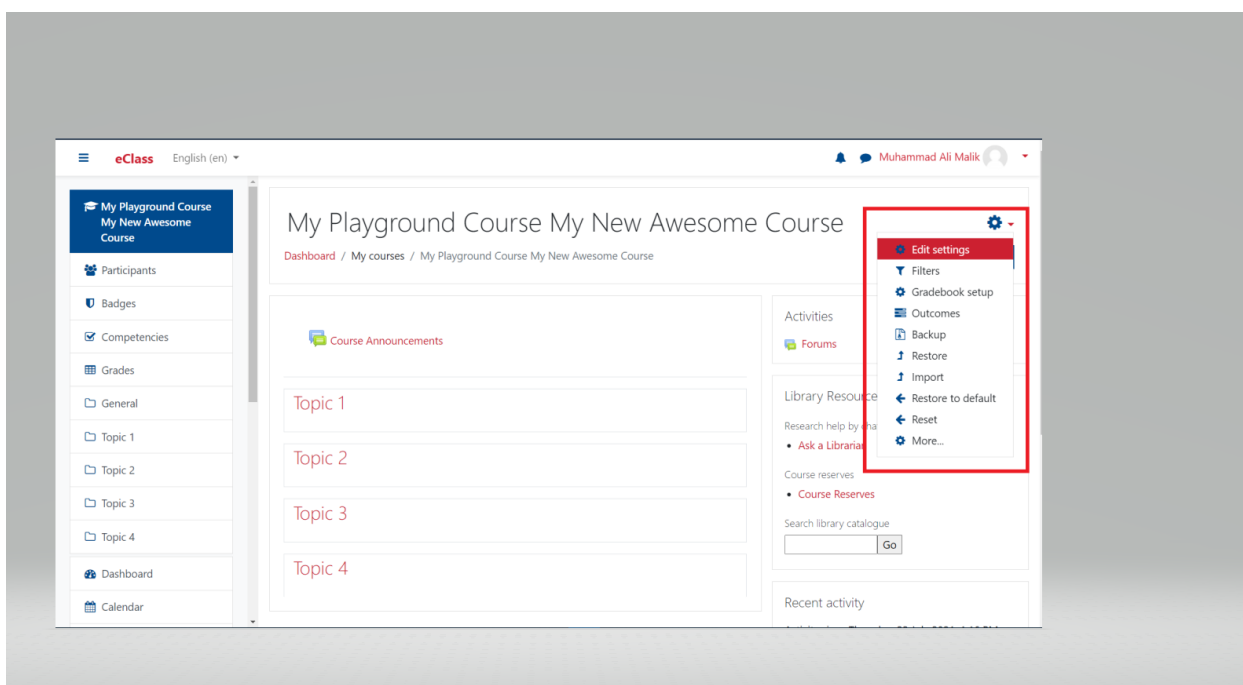 eClass English (en)
Muhammad Ali Malik
My Playground Course
My New Awesome
Course
Participants
Badges
Competencies
Grades
General
Topic 1
Topic 2
Topic 3
Topic 4
Dashboard
Calendar
My Playground Course My New Awesome Course
Dashboard / My courses / My Playground Course My New Awesome Course
Course Announcements
Topic 1
Topic 2
Topic 3
Topic 4
Edit settings
Filters
Gradebook setup
Outcomes
Backup
Restore
Import
Restore to default
Reset
More...
Activities
Forums
Library Resource
Research help by
Ask a Librarian
Course reserves
Course Reserves
Search library catalogue
Go
Recent activity